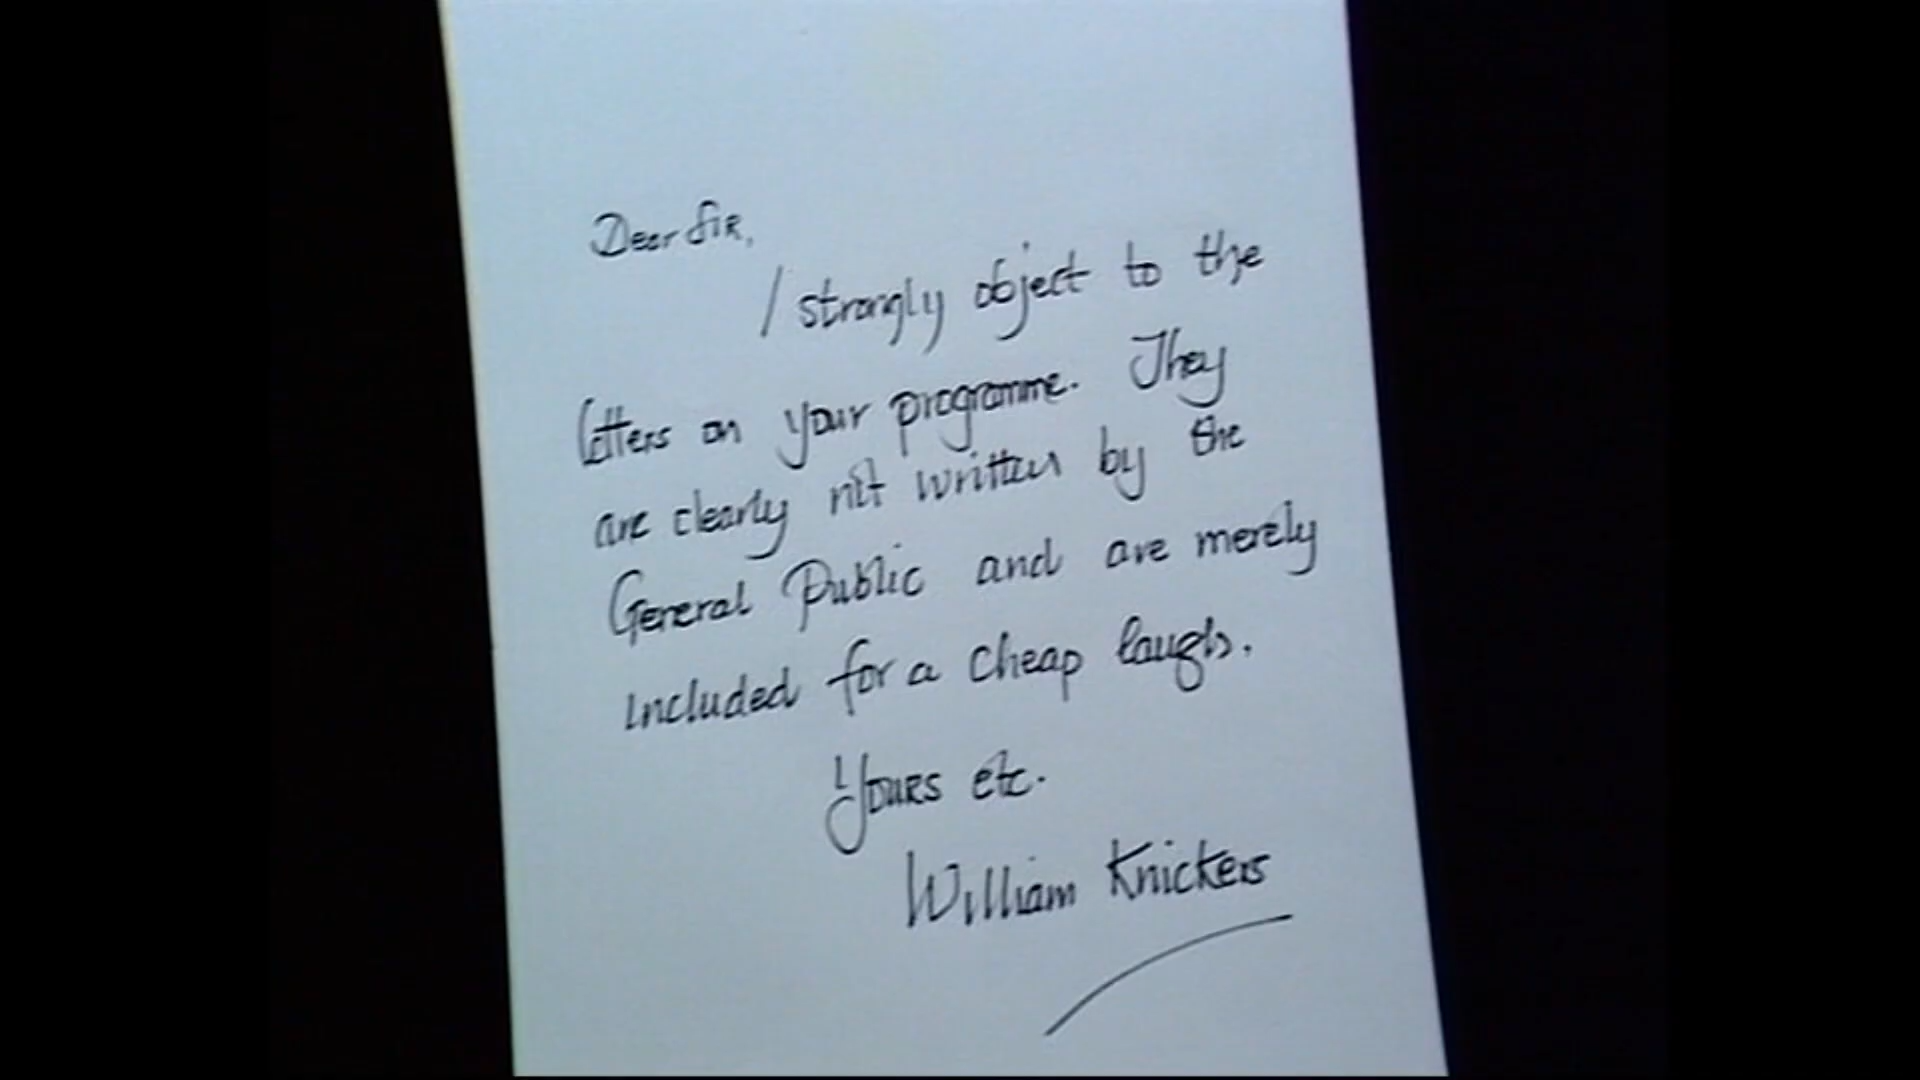 Dear Sir,
I strongly object to the
letters on your programme. They
are clearly not written by the
General Public and are merely
included for a cheap laugh.
Yours etc.
William Knickers